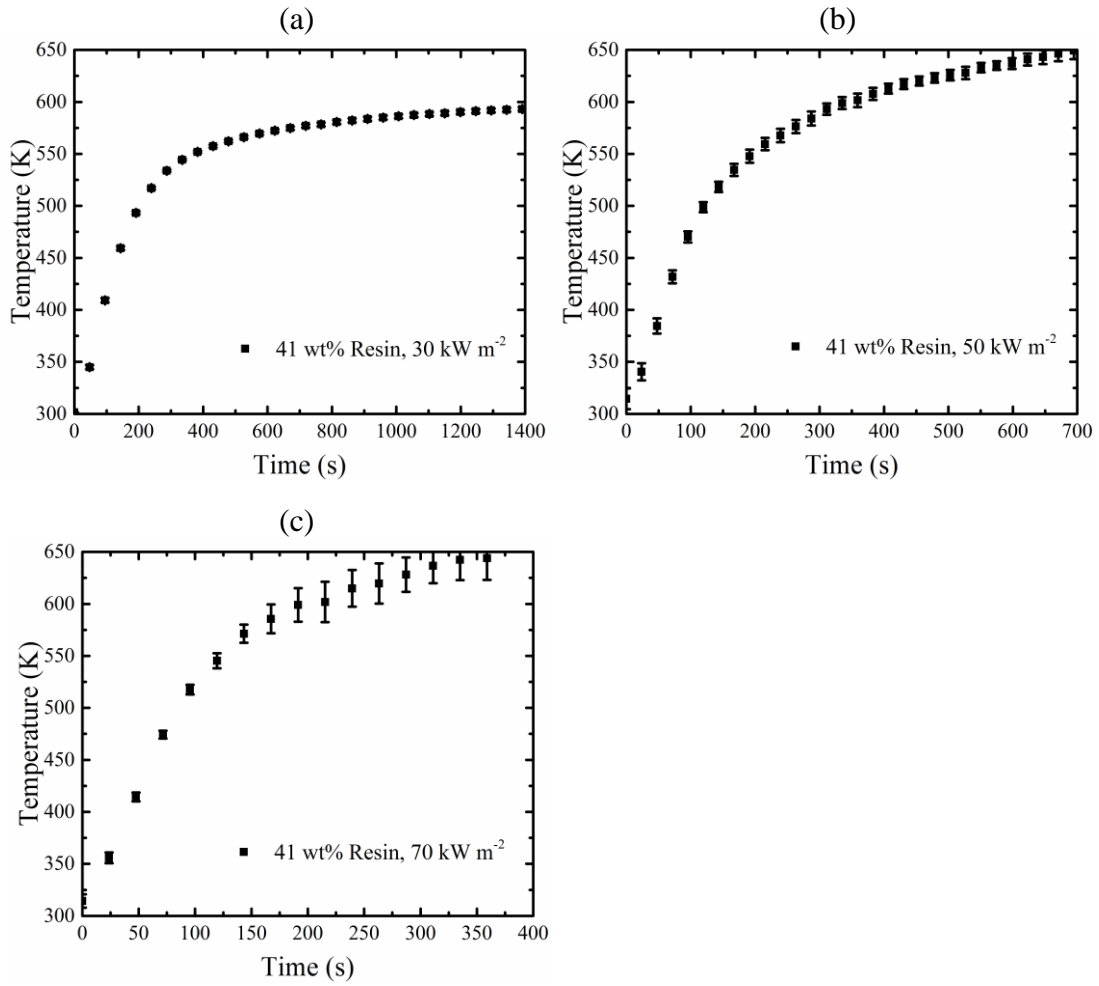 (a)
650
600
550
500
450
400
350
300
Temperature (K)
41 wt% Resin, 30 kW m-2
0 200 400 600 800 1000 1200 1400
Time (s)
(b)
650
600
550
500
450
400
350
300
Temperature (K)
41 wt% Resin, 50 kW m-2
0 100 200 300 400 500 600 700
Time (s)
(c)
650
600
550
500
450
400
350
300
Temperature (K)
41 wt% Resin, 70 kW m-2
0 50 100 150 200 250 300 350 400
Time (s)